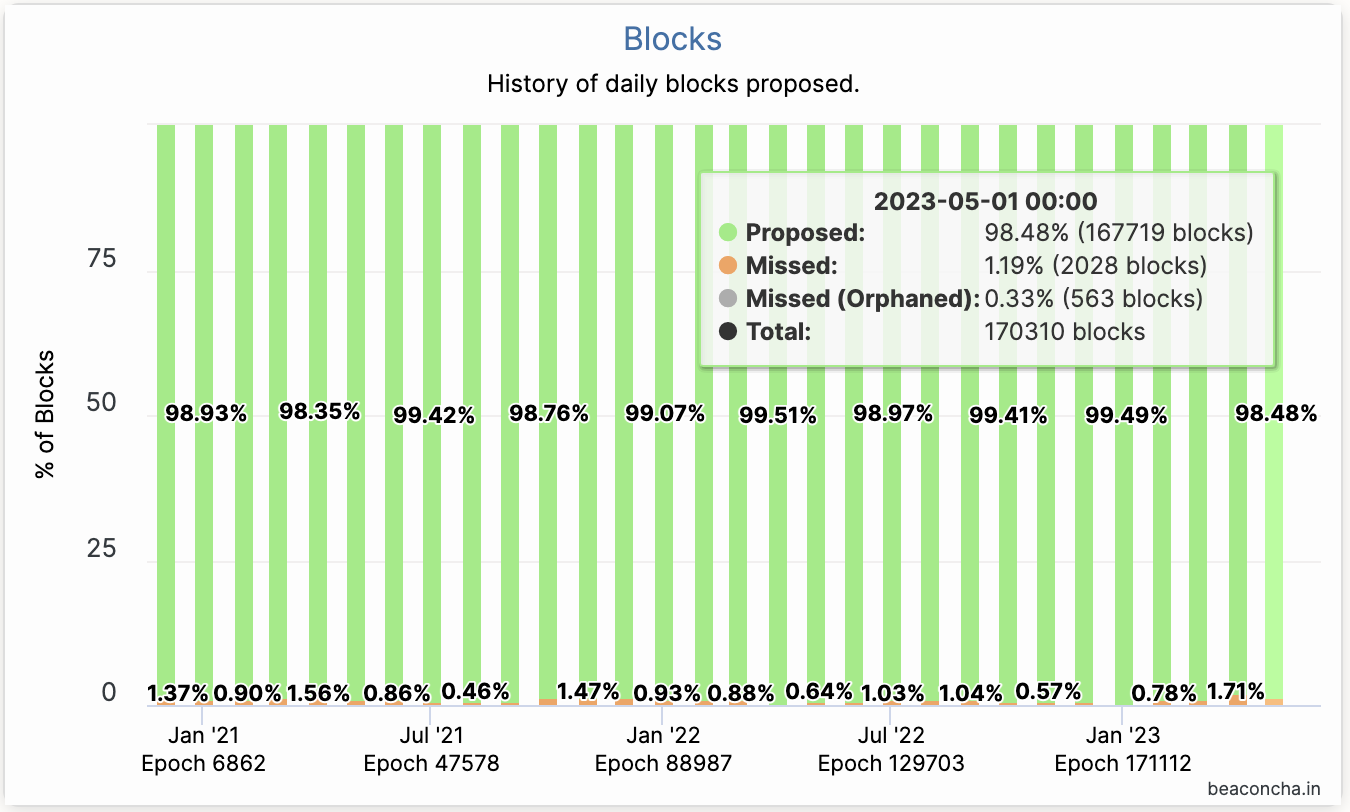 Blocks
History of daily blocks proposed.
2023-05-01 00:00
Proposed: 98.48% (167719 blocks)
Missed: 1.19% (2028 blocks)
Missed (Orphaned): 0.33% (563 blocks)
Total: 170310 blocks
% of Blocks
75
50
25
0
98.93% 98.35% 99.42% 98.76% 99.07% 99.51% 98.97% 99.41% 99.49% 98.48%
1.37% 0.90% 1.56% 0.86% 0.46% 1.47% 0.93% 0.88% 0.64% 1.03% 1.04% 0.57% 0.78% 1.71%
Jan '21 Jul '21 Jan '22 Jul '22 Jan '23
Epoch 6862 Epoch 47578 Epoch 88987 Epoch 129703 Epoch 171112
beaconcha.in